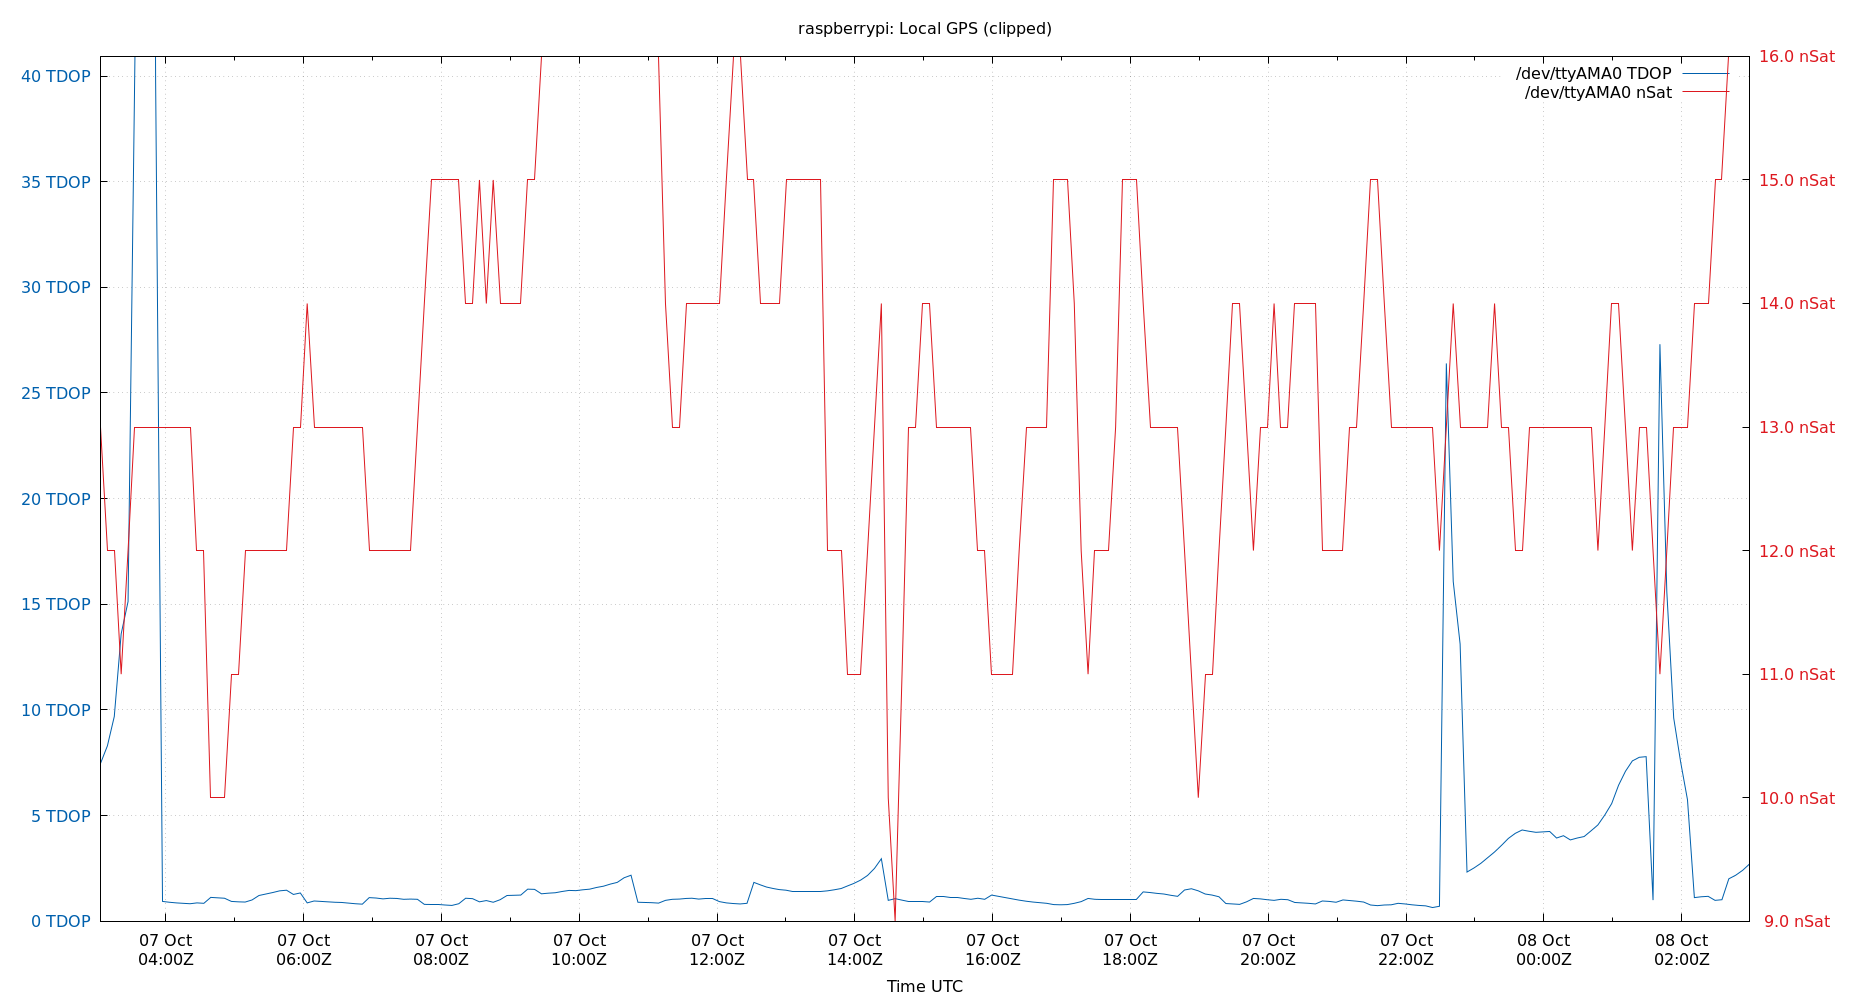 raspberrypi: Local GPS (clipped)
40 TDOP
35 TDOP
30 TDOP
25 TDOP
20 TDOP
15 TDOP
10 TDOP
5 TDOP
0 TDOP
16.0 nSat
15.0 nSat
14.0 nSat
13.0 nSat
12.0 nSat
11.0 nSat
10.0 nSat
9.0 nSat
/dev/ttyAMA0 TDOP
/dev/ttyAMA0 nSat
07 Oct
04:00Z
07 Oct
06:00Z
07 Oct
08:00Z
07 Oct
10:00Z
07 Oct
12:00Z
07 Oct
14:00Z
07 Oct
16:00Z
07 Oct
18:00Z
07 Oct
20:00Z
07 Oct
22:00Z
08 Oct
00:00Z
08 Oct
02:00Z
Time UTC